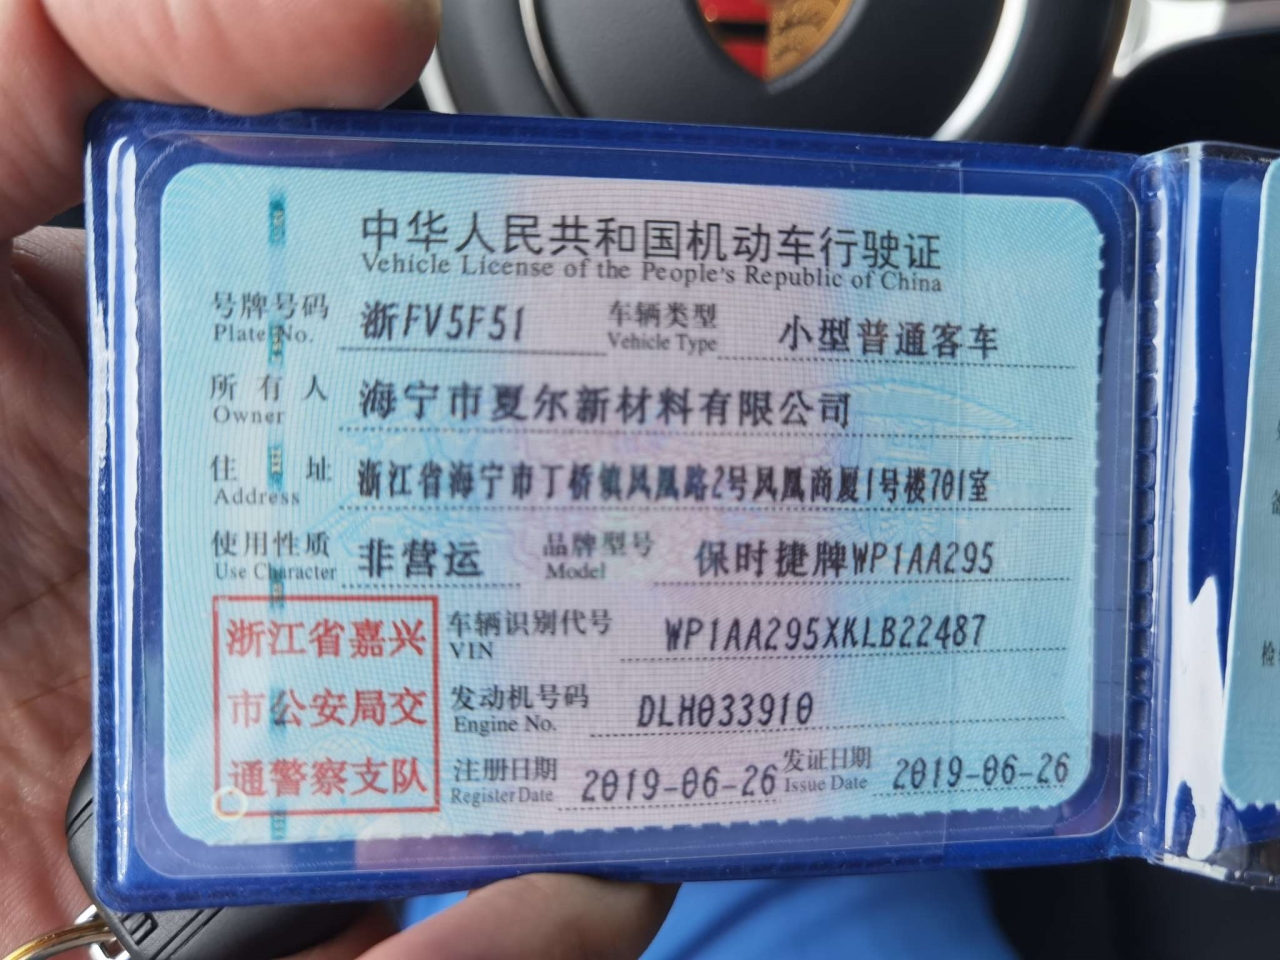 中华人民共和国机动车行驶证
Vehicle License of the People's Republic of China
号牌号码 浙FV5F51 车辆类型 小型普通客车
Plate No. Vehicle Type
所有人 海宁市夏尔新材料有限公司
Owner
住址 浙江省海宁市丁桥镇凤凰路2号凤凰商厦1号楼701室
Address
使用性质 非营运 品牌型号 保时捷牌WP1AA295
Use Character Model
浙江省嘉兴
市公安局交
通警察支队
车辆识别代号 WP1AA295XKLB22487
VIN
发动机号码 DLH033910
Engine No.
注册日期 2019-06-26 发证日期 2019-06-26
Register Date Issue Date